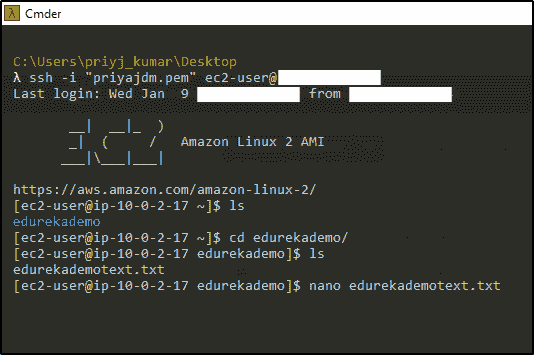 Cmder
C:\Users\priyj_kumar\Desktop
λ ssh -i "priyajdm.pem" ec2-user@
Last login: Wed Jan 9 from
__|  __|_  )
_|  (     /   Amazon Linux 2 AMI
___|\___|___|
https://aws.amazon.com/amazon-linux-2/
[ec2-user@ip-10-0-2-17 ~]$ ls
edurekademo
[ec2-user@ip-10-0-2-17 ~]$ cd edurekademo/
[ec2-user@ip-10-0-2-17 edurekademo]$ ls
edurekademotext.txt
[ec2-user@ip-10-0-2-17 edurekademo]$ nano edurekademotext.txt